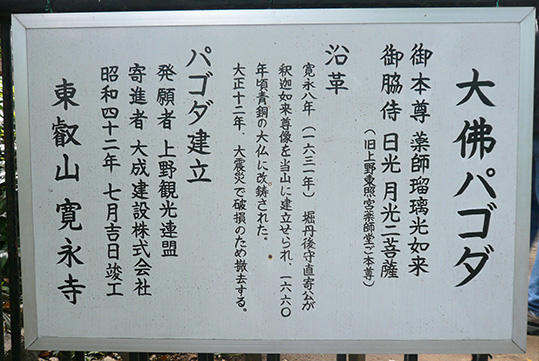 大佛パゴダ
御本尊 薬師瑠璃光如来
御脇侍 日光 月光二菩薩
（旧上野東照宮薬師堂ご本尊）
沿革
寛永八年（一六三一年）堀丹後守直寄公が
釈迦如来尊像を当山に建立せられ、一六六〇
年頃青銅の大仏に改鋳された。
大正十二年、大震災で破損のため撤去する。
パゴダ建立
発願者 上野観光連盟
寄進者 大成建設株式会社
昭和四十二年 七月吉日竣工
東叡山 寛永寺